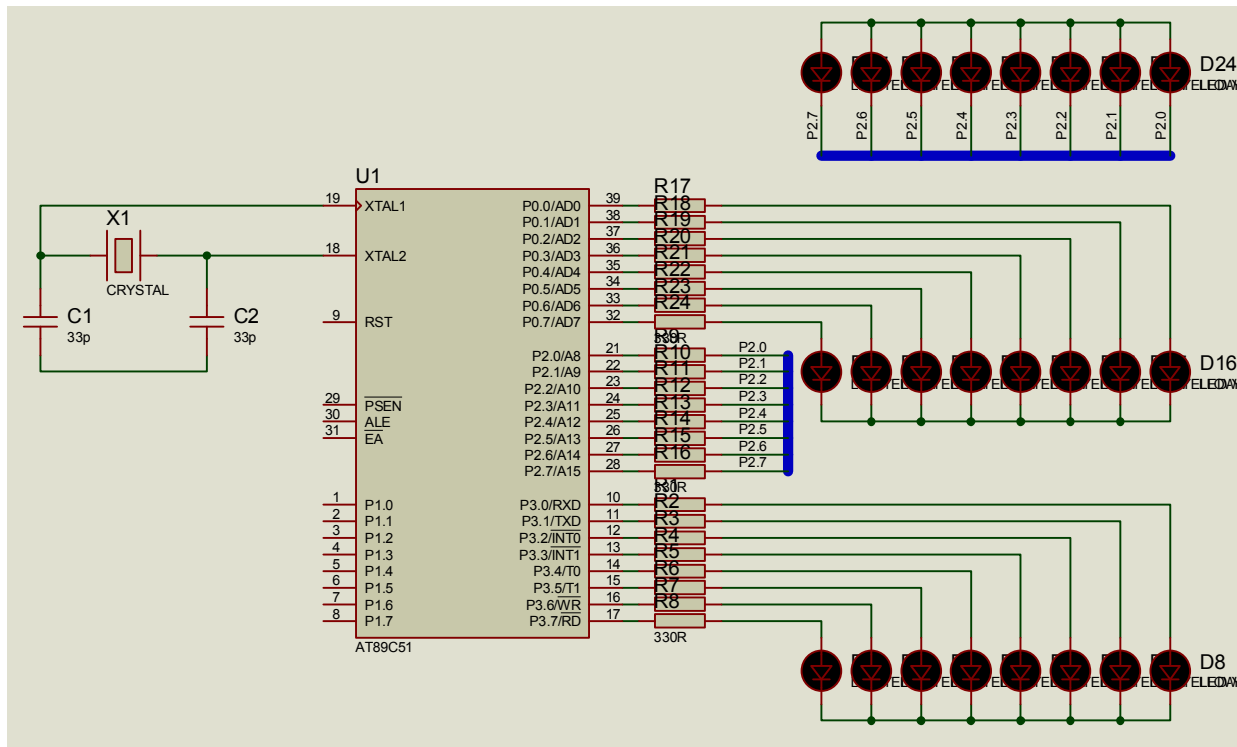 D24
P2.7 P2.6 P2.5 P2.4 P2.3 P2.2 P2.1 P2.0
U1
X1
CRYSTAL
C1
33p
C2
33p
19 XTAL1
18 XTAL2
9 RST
29 PSEN
30 ALE
31 EA
1 P1.0
2 P1.1
3 P1.2
4 P1.3
5 P1.4
6 P1.5
7 P1.6
8 P1.7
AT89C51
R17
P0.0/AD0 39 R18
P0.1/AD1 38 R19
P0.2/AD2 37 R20
P0.3/AD3 36 R21
P0.4/AD4 35 R22
P0.5/AD5 34 R23
P0.6/AD6 33 R24
P0.7/AD7 32
P2.0/A8 21 R10 P2.0
P2.1/A9 22 R11 P2.1
P2.2/A10 23 R12 P2.2
P2.3/A11 24 R13 P2.3
P2.4/A12 25 R14 P2.4
P2.5/A13 26 R15 P2.5
P2.6/A14 27 R16 P2.6
P2.7/A15 28 P2.7
P3.0/RXD 10 R2
P3.1/TXD 11 R3
P3.2/INT0 12 R4
P3.3/INT1 13 R5
P3.4/T0 14 R6
P3.5/T1 15 R7
P3.6/WR 16 R8
P3.7/RD 17
330R
D16
D8